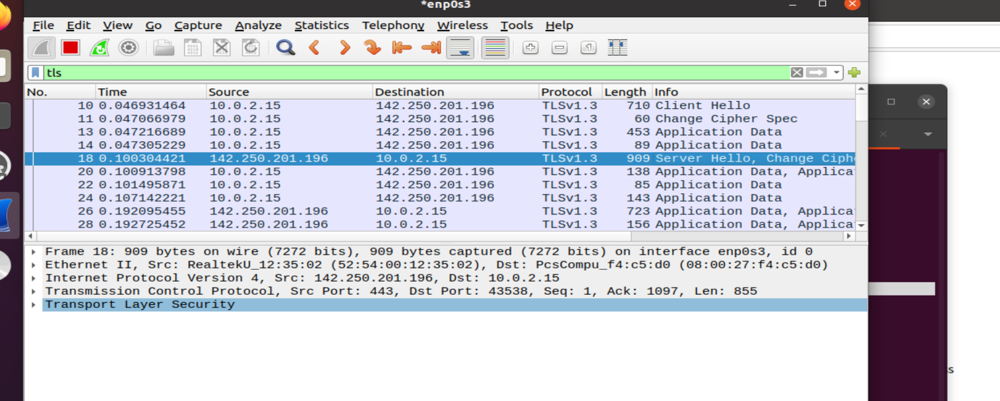 *enp0s3
File Edit View Go Capture Analyze Statistics Telephony Wireless Tools Help
tls
No. Time Source Destination Protocol Length Info
10 0.046931464 10.0.2.15 142.250.201.196 TLSv1.3 710 Client Hello
11 0.047066979 10.0.2.15 142.250.201.196 TLSv1.3 60 Change Cipher Spec
13 0.047216689 10.0.2.15 142.250.201.196 TLSv1.3 453 Application Data
14 0.047305229 10.0.2.15 142.250.201.196 TLSv1.3 89 Application Data
18 0.100304421 142.250.201.196 10.0.2.15 TLSv1.3 909 Server Hello, Change Ciph
20 0.100913798 10.0.2.15 142.250.201.196 TLSv1.3 138 Application Data, Applica
22 0.101495871 10.0.2.15 142.250.201.196 TLSv1.3 85 Application Data
24 0.107142221 10.0.2.15 142.250.201.196 TLSv1.3 143 Application Data
26 0.192095455 142.250.201.196 10.0.2.15 TLSv1.3 723 Application Data, Applica
28 0.192725452 142.250.201.196 10.0.2.15 TLSv1.3 156 Application Data, Applica
Frame 18: 909 bytes on wire (7272 bits), 909 bytes captured (7272 bits) on interface enp0s3, id 0
Ethernet II, Src: RealtekU_12:35:02 (52:54:00:12:35:02), Dst: PcsCompu_f4:c5:d0 (08:00:27:f4:c5:d0)
Internet Protocol Version 4, Src: 142.250.201.196, Dst: 10.0.2.15
Transmission Control Protocol, Src Port: 443, Dst Port: 43538, Seq: 1, Ack: 1097, Len: 855
Transport Layer Security